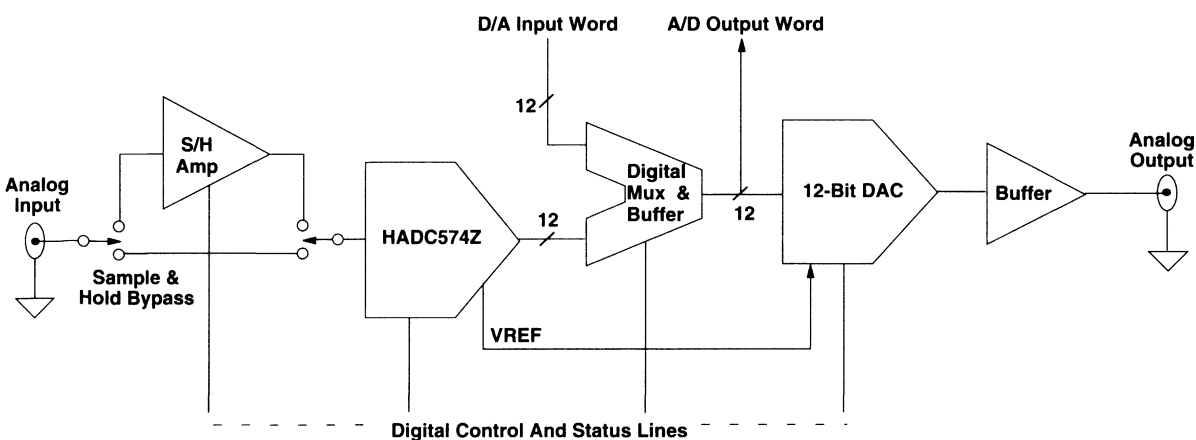 D/A Input Word
A/D Output Word
12
S/H
Amp
Analog
Input
Sample &
Hold Bypass
HADC574Z
12
Digital
Mux &
Buffer
12
12-Bit DAC
Buffer
Analog
Output
VREF
Digital Control And Status Lines